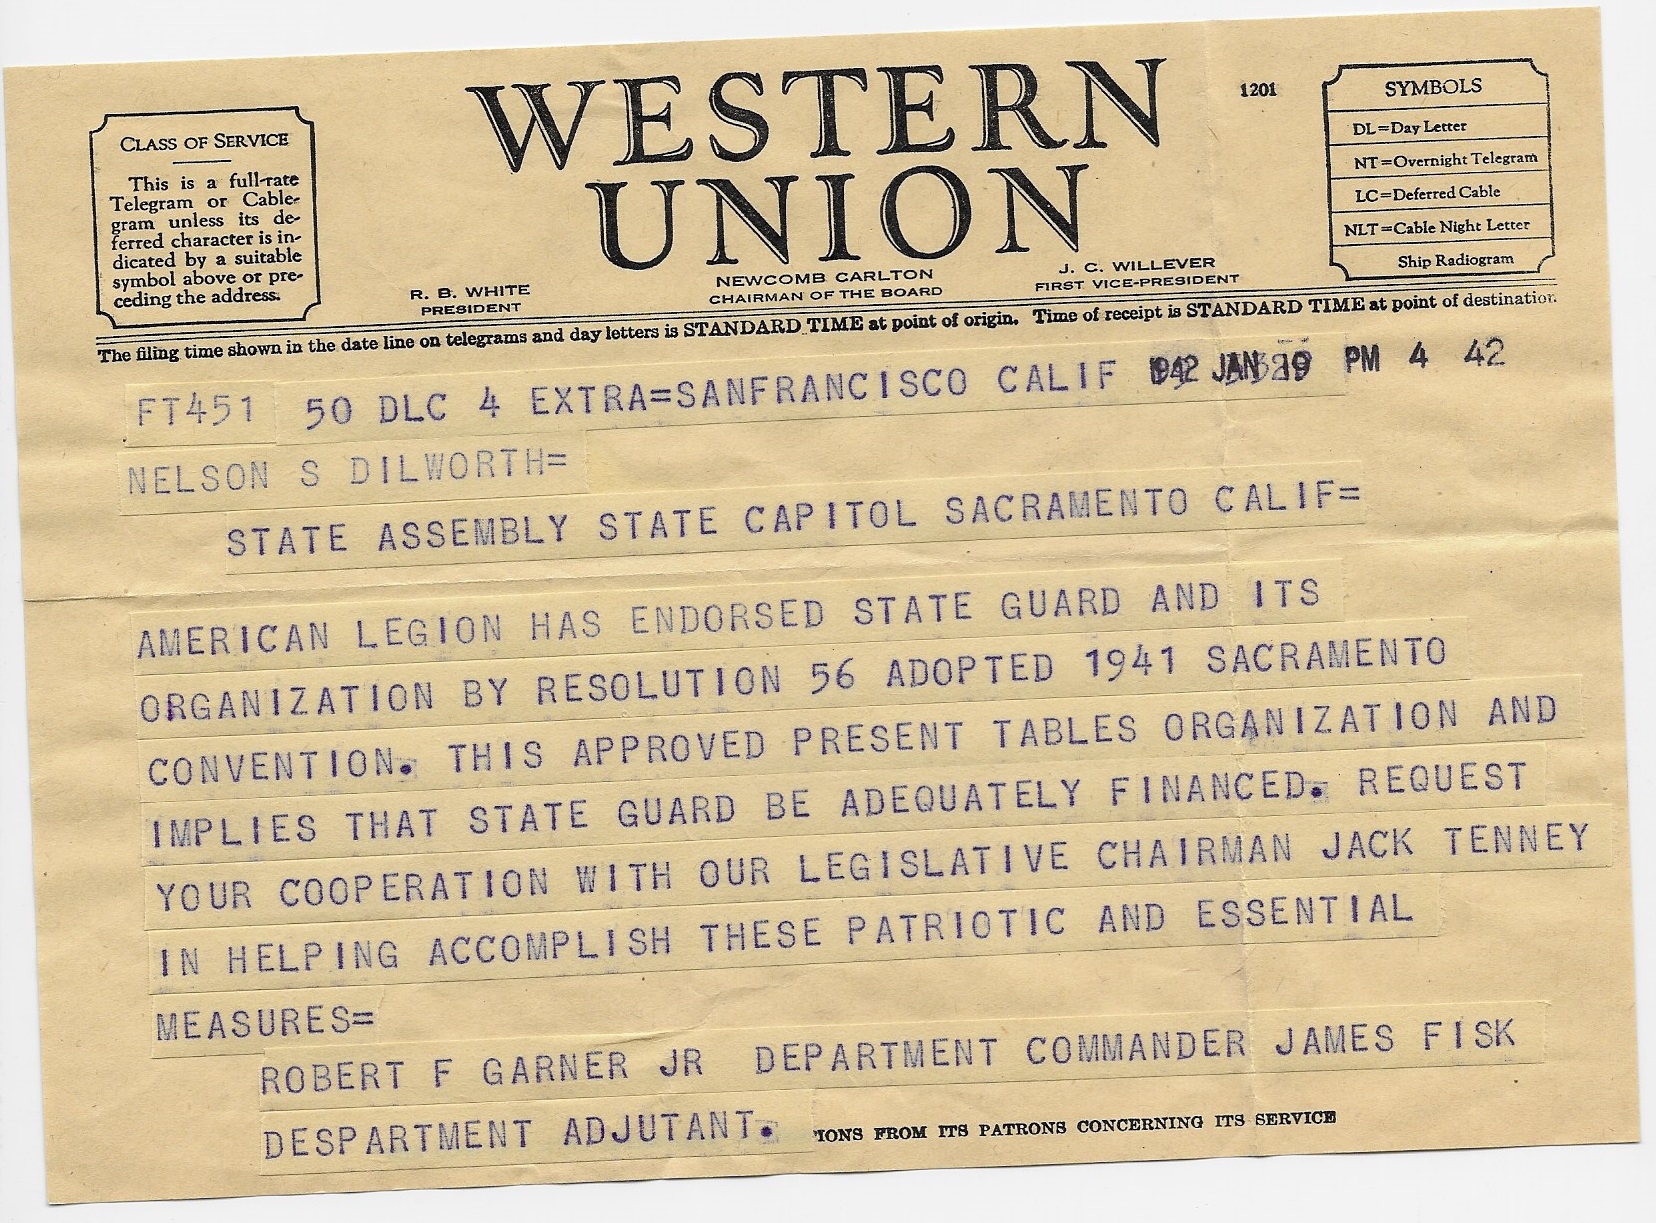 WESTERN
UNION
1201
CLASS OF SERVICE
This is a full-rate
Telegram or Cable-
gram unless its de-
ferred character is in-
dicated by a suitable
symbol above or pre-
ceding the address.
R. B. WHITE
PRESIDENT
NEWCOMB CARLTON
CHAIRMAN OF THE BOARD
J. C. WILLEVER
FIRST VICE-PRESIDENT
SYMBOLS
DL=Day Letter
NT=Overnight Telegram
LC=Deferred Cable
NLT=Cable Night Letter
Ship Radiogram
The filing time shown in the date line on telegrams and day letters is STANDARD TIME at point of origin. Time of receipt is STANDARD TIME at point of destination
FT451 50 DLC 4 EXTRA=SANFRANCISCO CALIF 1942 JAN 19 PM 4 42
NELSON S DILWORTH=
STATE ASSEMBLY STATE CAPITOL SACRAMENTO CALIF=
AMERICAN LEGION HAS ENDORSED STATE GUARD AND ITS
ORGANIZATION BY RESOLUTION 56 ADOPTED 1941 SACRAMENTO
CONVENTION. THIS APPROVED PRESENT TABLES ORGANIZATION AND
IMPLIES THAT STATE GUARD BE ADEQUATELY FINANCED. REQUEST
YOUR COOPERATION WITH OUR LEGISLATIVE CHAIRMAN JACK TENNEY
IN HELPING ACCOMPLISH THESE PATRIOTIC AND ESSENTIAL
MEASURES=
ROBERT F GARNER JR DEPARTMENT COMMANDER JAMES FISK
DESPARTMENT ADJUTANT.
IONS FROM ITS PATRONS CONCERNING ITS SERVICE